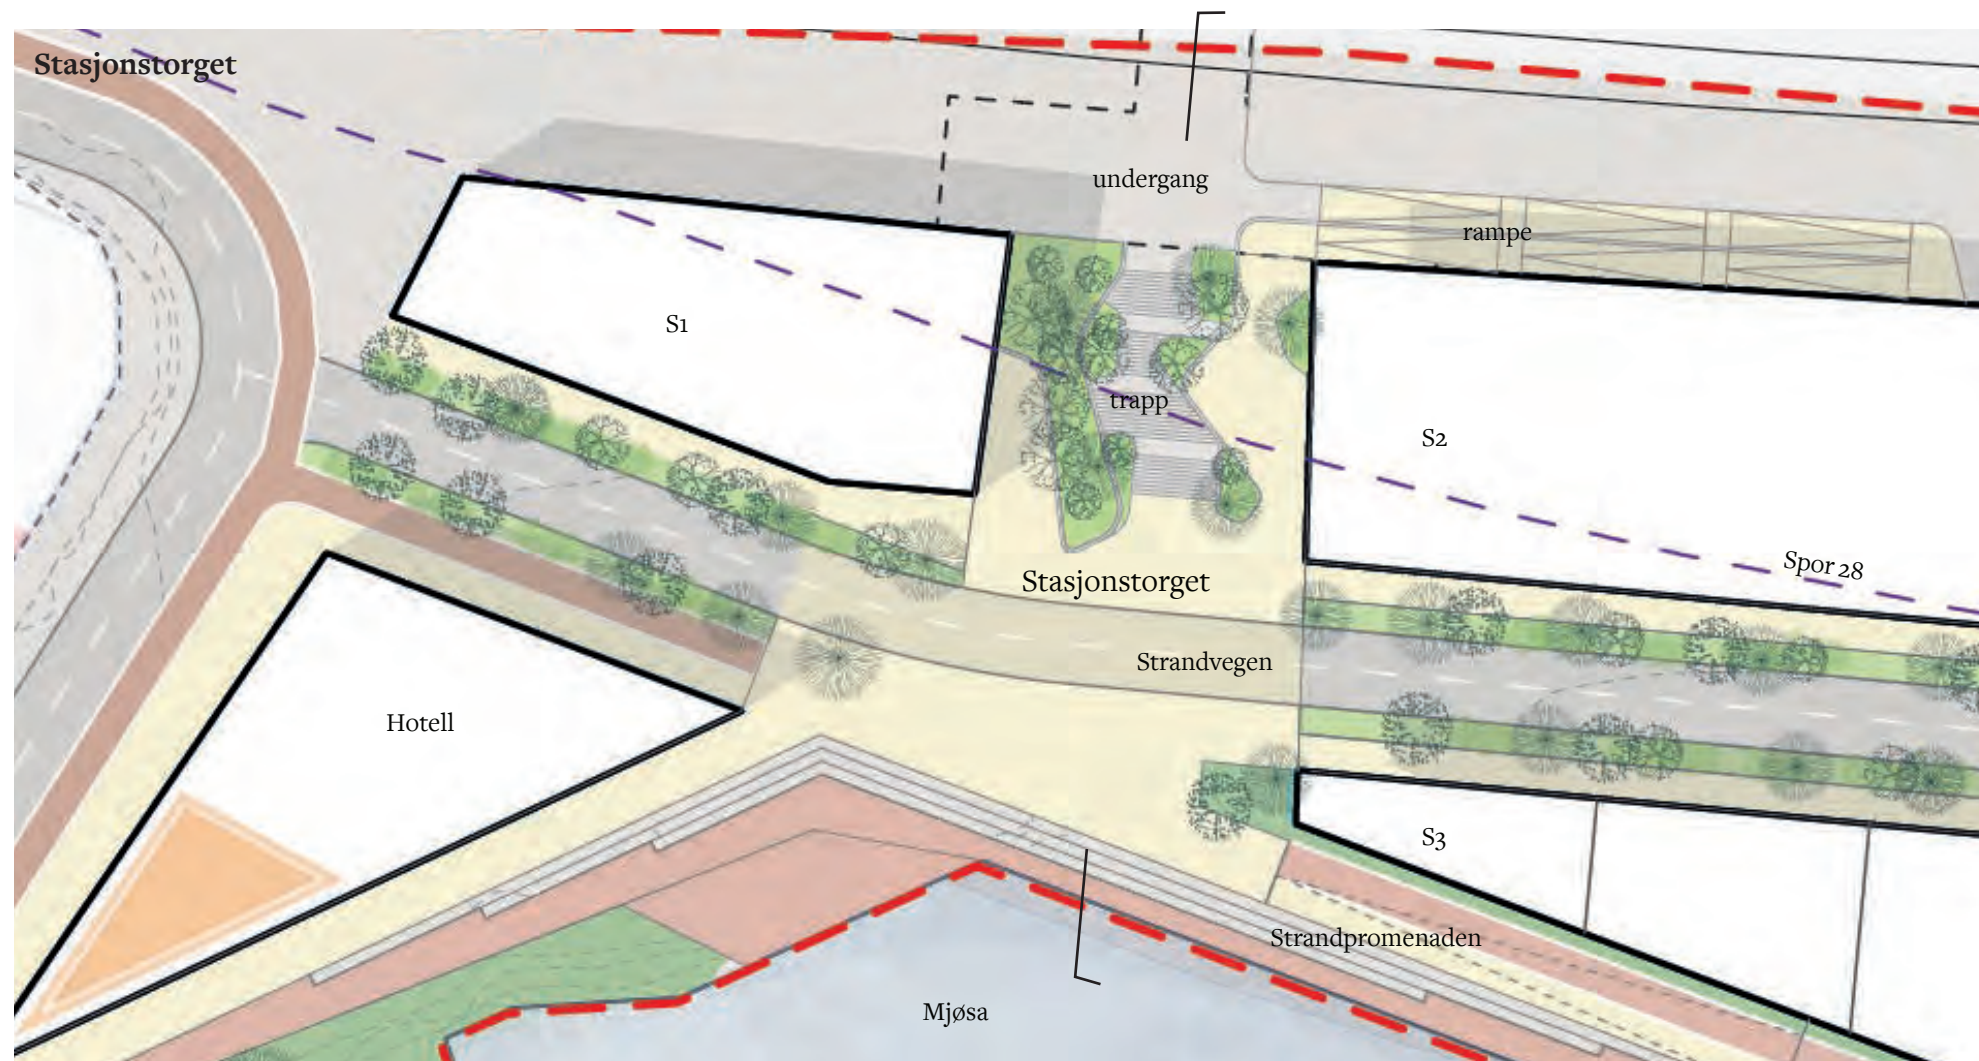 Stasjonstorget
undergang
rampe
S1
trapp
S2
Spor 28
Stasjonstorget
Strandvegen
Hotell
S3
Strandpromenaden
Mjøsa